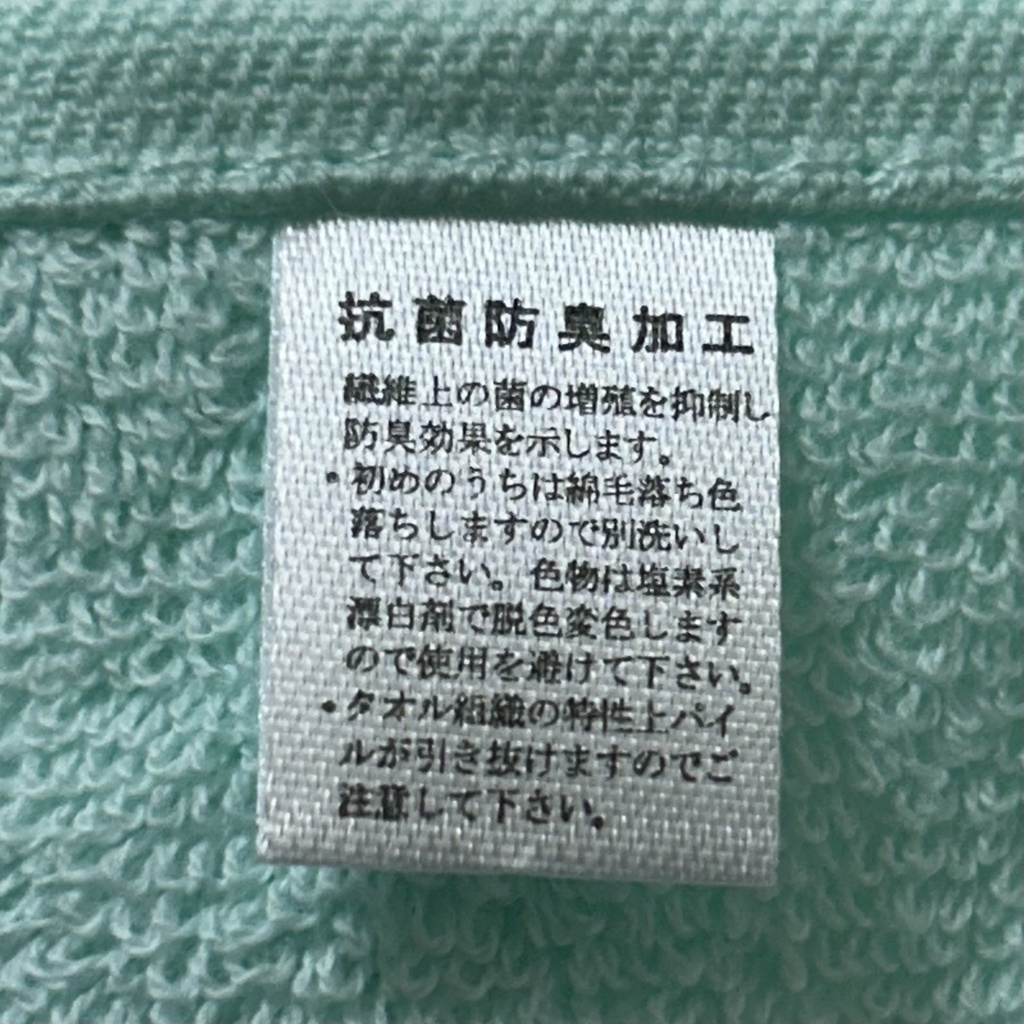 抗菌防臭加工
繊維上の菌の増殖を抑制し
防臭効果を示します。
・初めのうちは綿毛落ち色
落ちしますので別洗いし
て下さい。色物は塩素系
漂白剤で脱色変色します
ので使用を避けて下さい。
・タオル組織の特性上パイ
ルが引き抜けますのでご
注意して下さい。